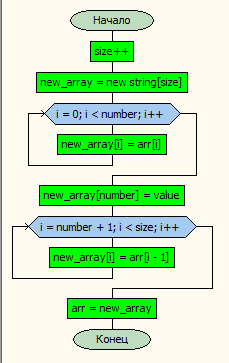 Начало
size++
new_array = new string[size]
i = 0; i < number; i++
new_array[i] = arr[i]
new_array[number] = value
i = number + 1; i < size; i++
new_array[i] = arr[i - 1]
arr = new_array
Конец